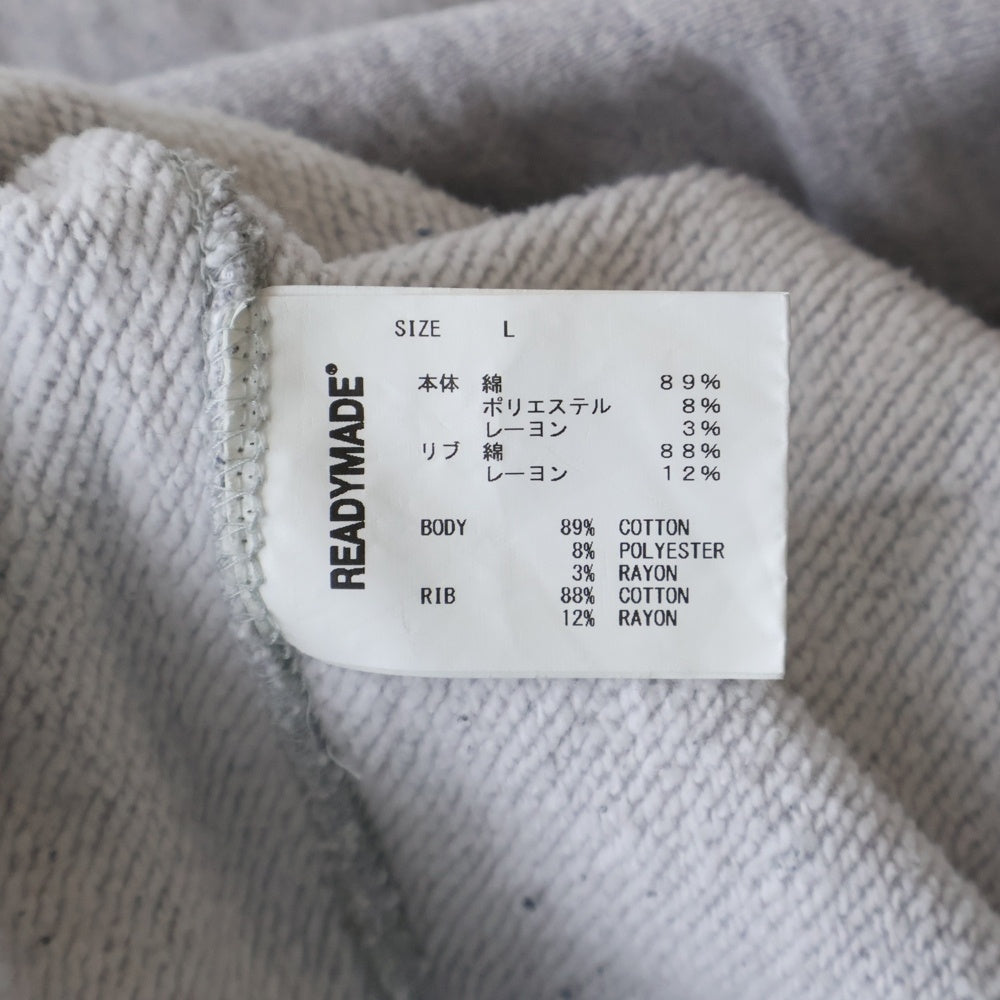 READYMADE®
SIZE L
本体 綿 89%
ポリエステル 8%
レーヨン 3%
リブ 綿 88%
レーヨン 12%
BODY 89% COTTON
8% POLYESTER
3% RAYON
RIB 88% COTTON
12% RAYON